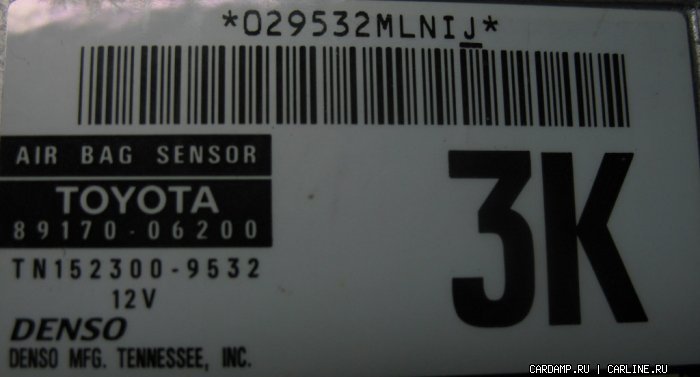 *029532MLNIJ*
AIR BAG SENSOR
TOYOTA
89170-06200
TN152300-9532
12V
DENSO
DENSO MFG. TENNESSEE, INC.
3K
CARDAMP.RU | CARLINE.RU